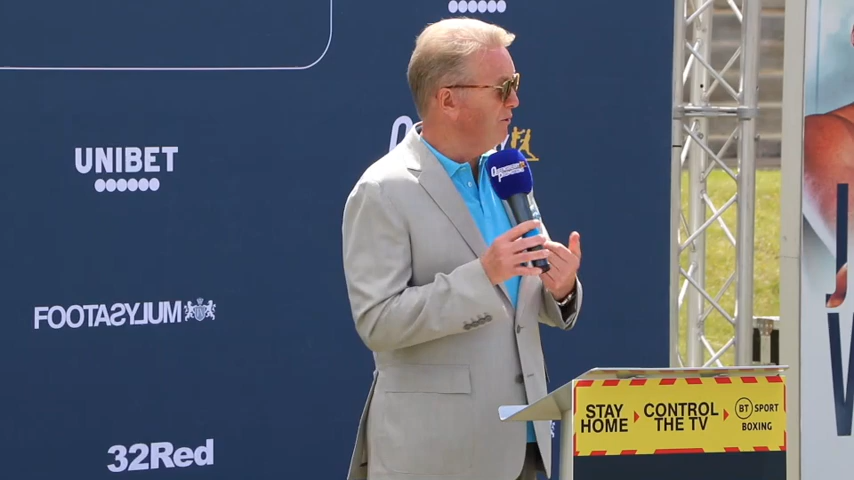 UNIBET
FOOTASYLUM
32Red
STAY
HOME
CONTROL
THE TV
BT SPORT
BOXING